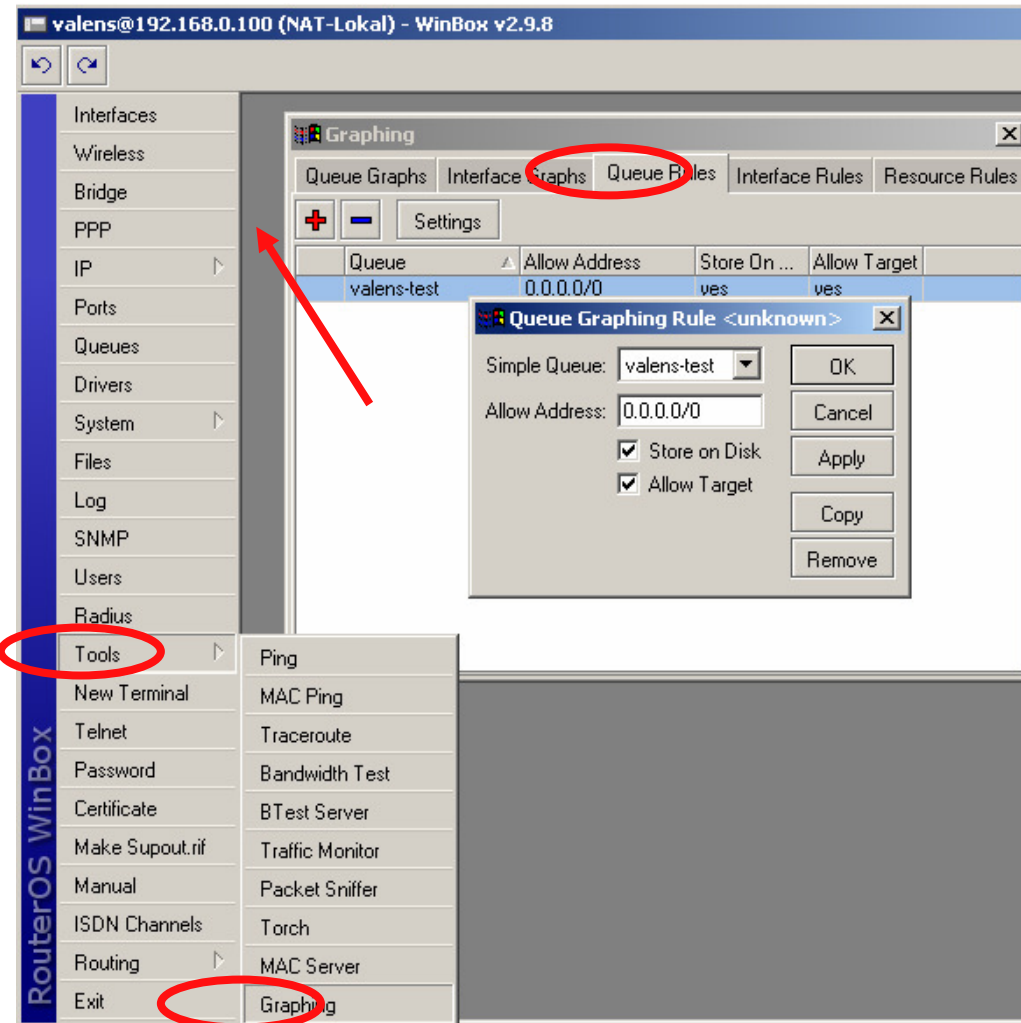 valens@192.168.0.100 (NAT-Lokal) - WinBox v2.9.8
Interfaces
Wireless
Bridge
PPP
IP
Ports
Queues
Drivers
System
Files
Log
SNMP
Users
Radius
Tools
New Terminal
Telnet
Password
Certificate
Make Supout.rif
Manual
ISDN Channels
Routing
Exit
RouterOS WinBox
Graphing
Queue Graphs Interface Graphs Queue Rules Interface Rules Resource Rules
Settings
Queue Allow Address Store On ... Allow Target
valens-test 0.0.0.0/0 yes yes
Queue Graphing Rule <unknown>
Simple Queue: valens-test OK
Allow Address: 0.0.0.0/0 Cancel
Store on Disk Apply
Allow Target
Copy
Remove
Ping
MAC Ping
Traceroute
Bandwidth Test
BTest Server
Traffic Monitor
Packet Sniffer
Torch
MAC Server
Graphing